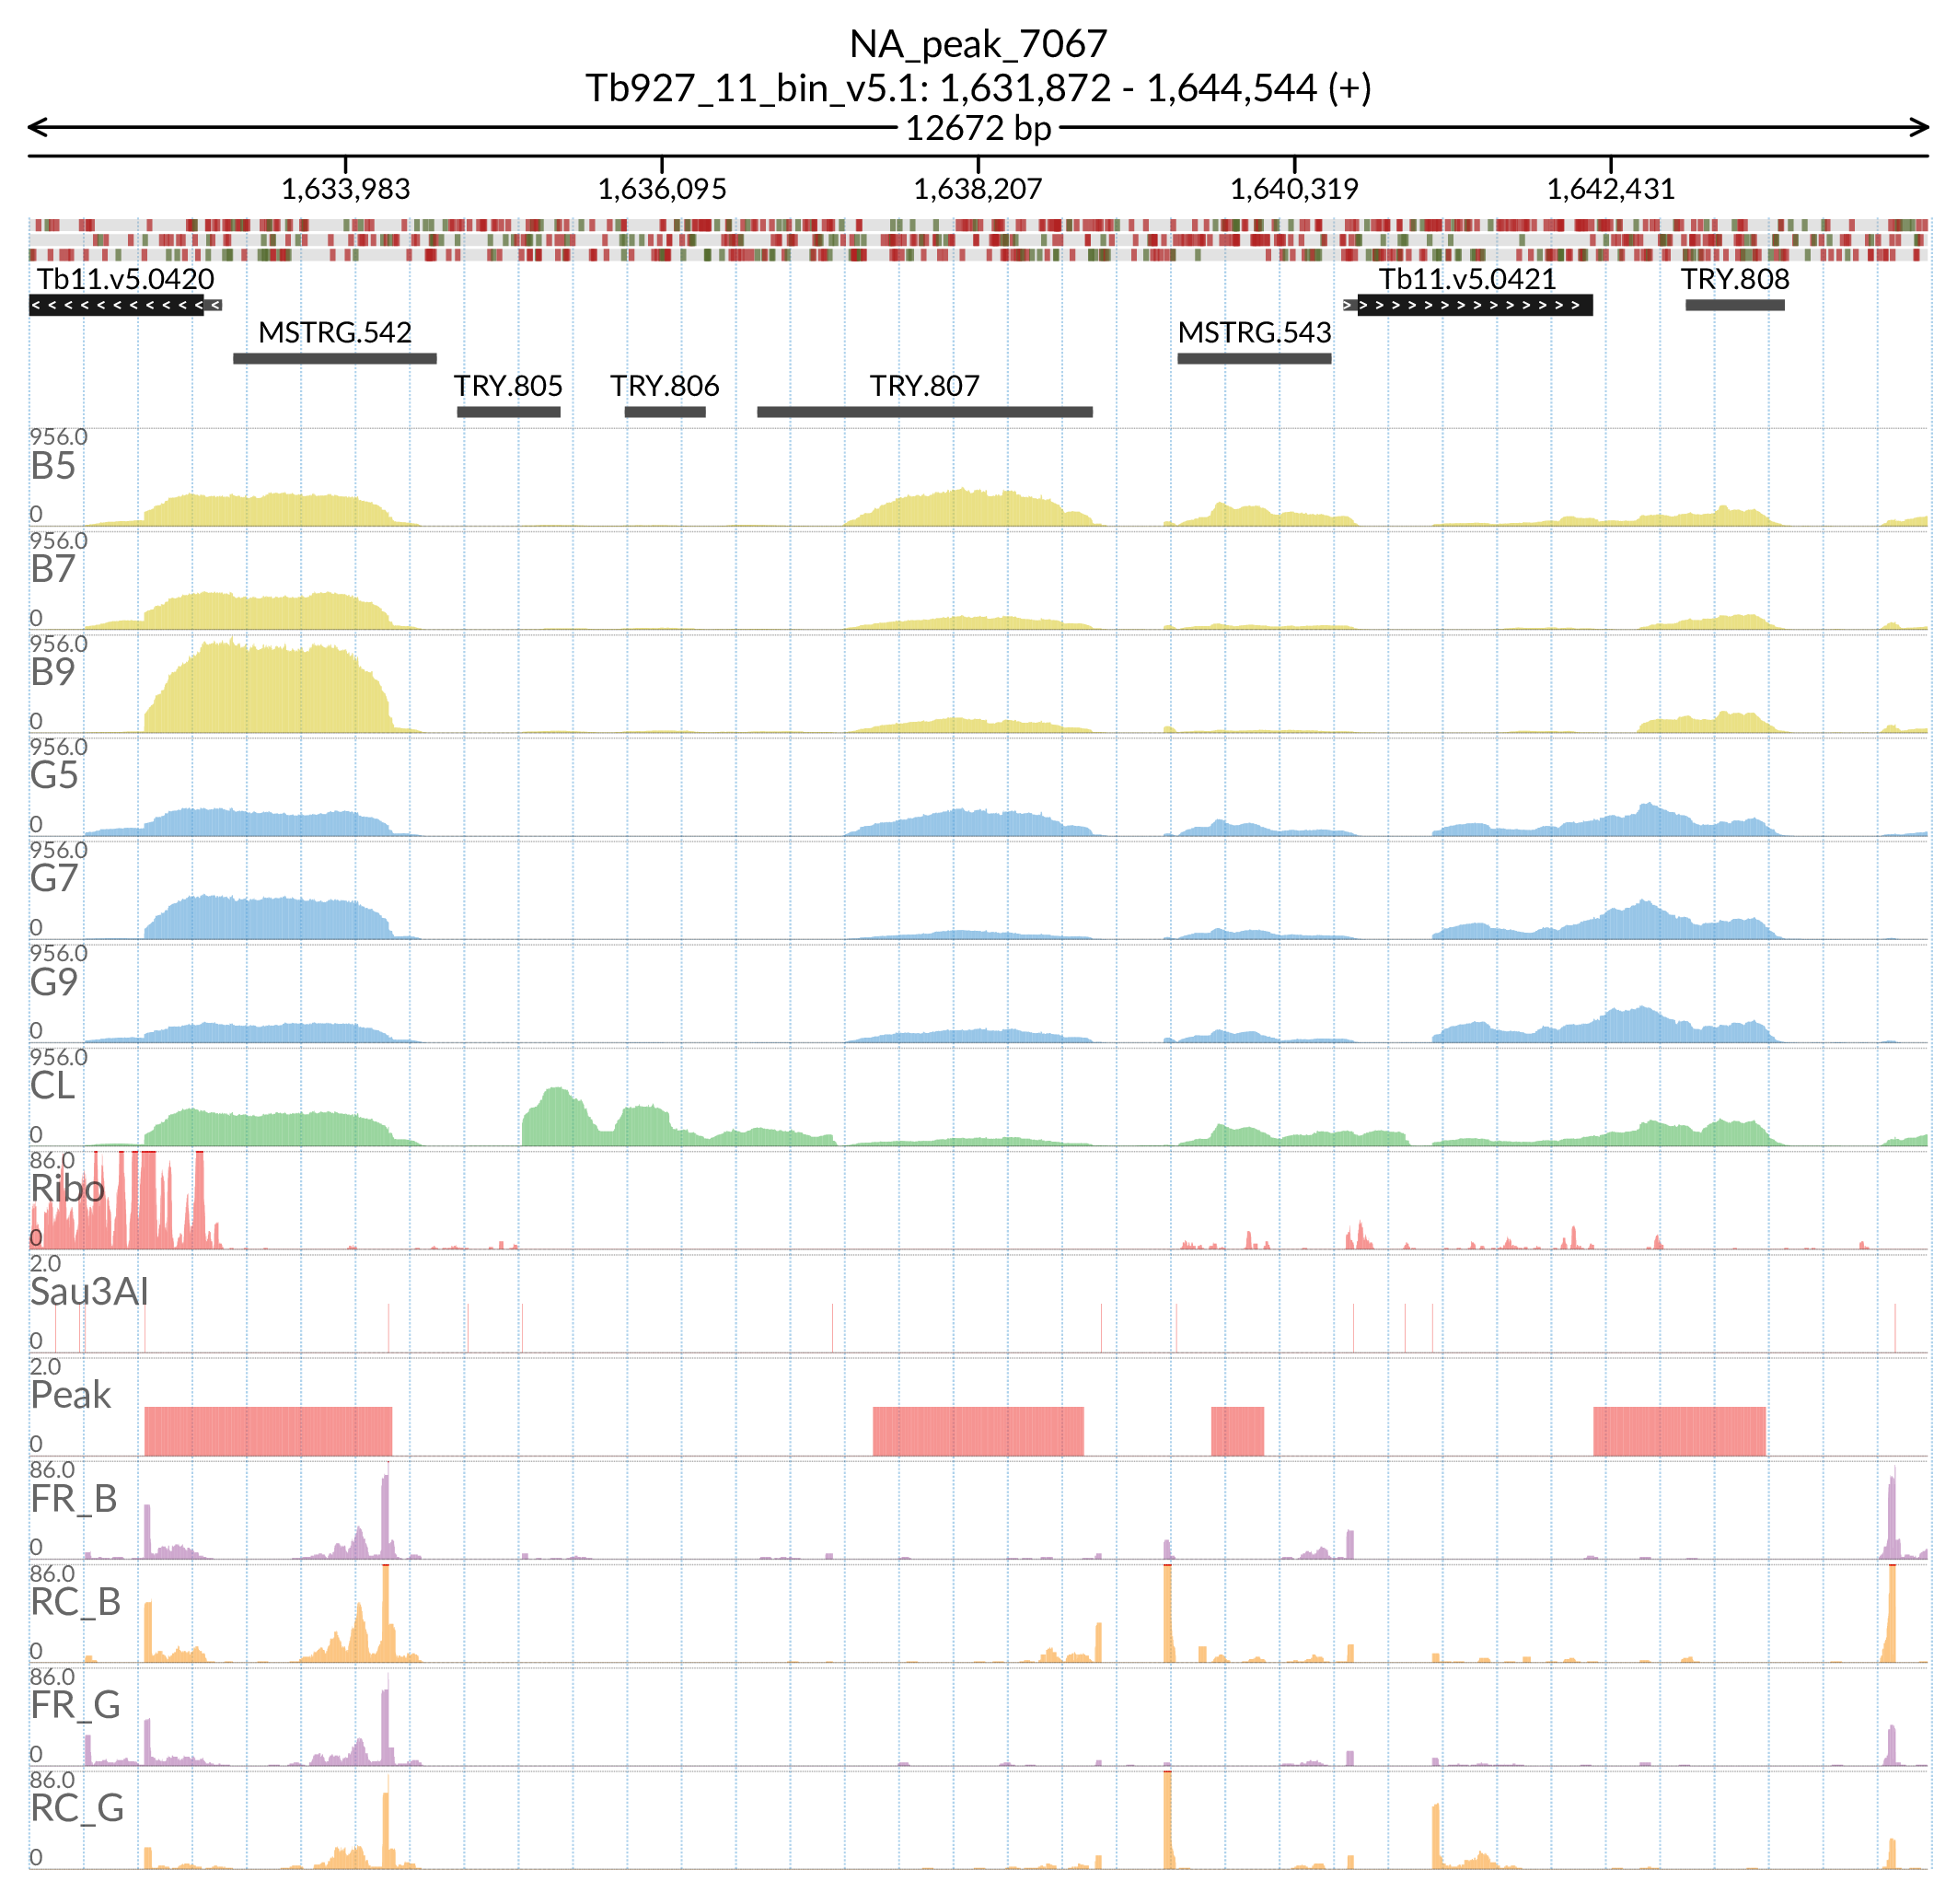 NA_peak_7067
Tb927_11_bin_v5.1: 1,631,872 - 1,644,544 (+)
12672 bp
1,633,983 1,636,095 1,638,207 1,640,319 1,642,431
Tb11.v5.0420 Tb11.v5.0421 TRY.808
MSTRG.542 MSTRG.543
TRY.805 TRY.806 TRY.807
956.0
B5
0
956.0
B7
0
956.0
B9
0
956.0
G5
0
956.0
G7
0
956.0
G9
0
956.0
CL
0
86.0
Ribo
0
2.0
Sau3AI
0
2.0
Peak
0
86.0
FR_B
0
86.0
RC_B
0
86.0
FR_G
0
86.0
RC_G
0